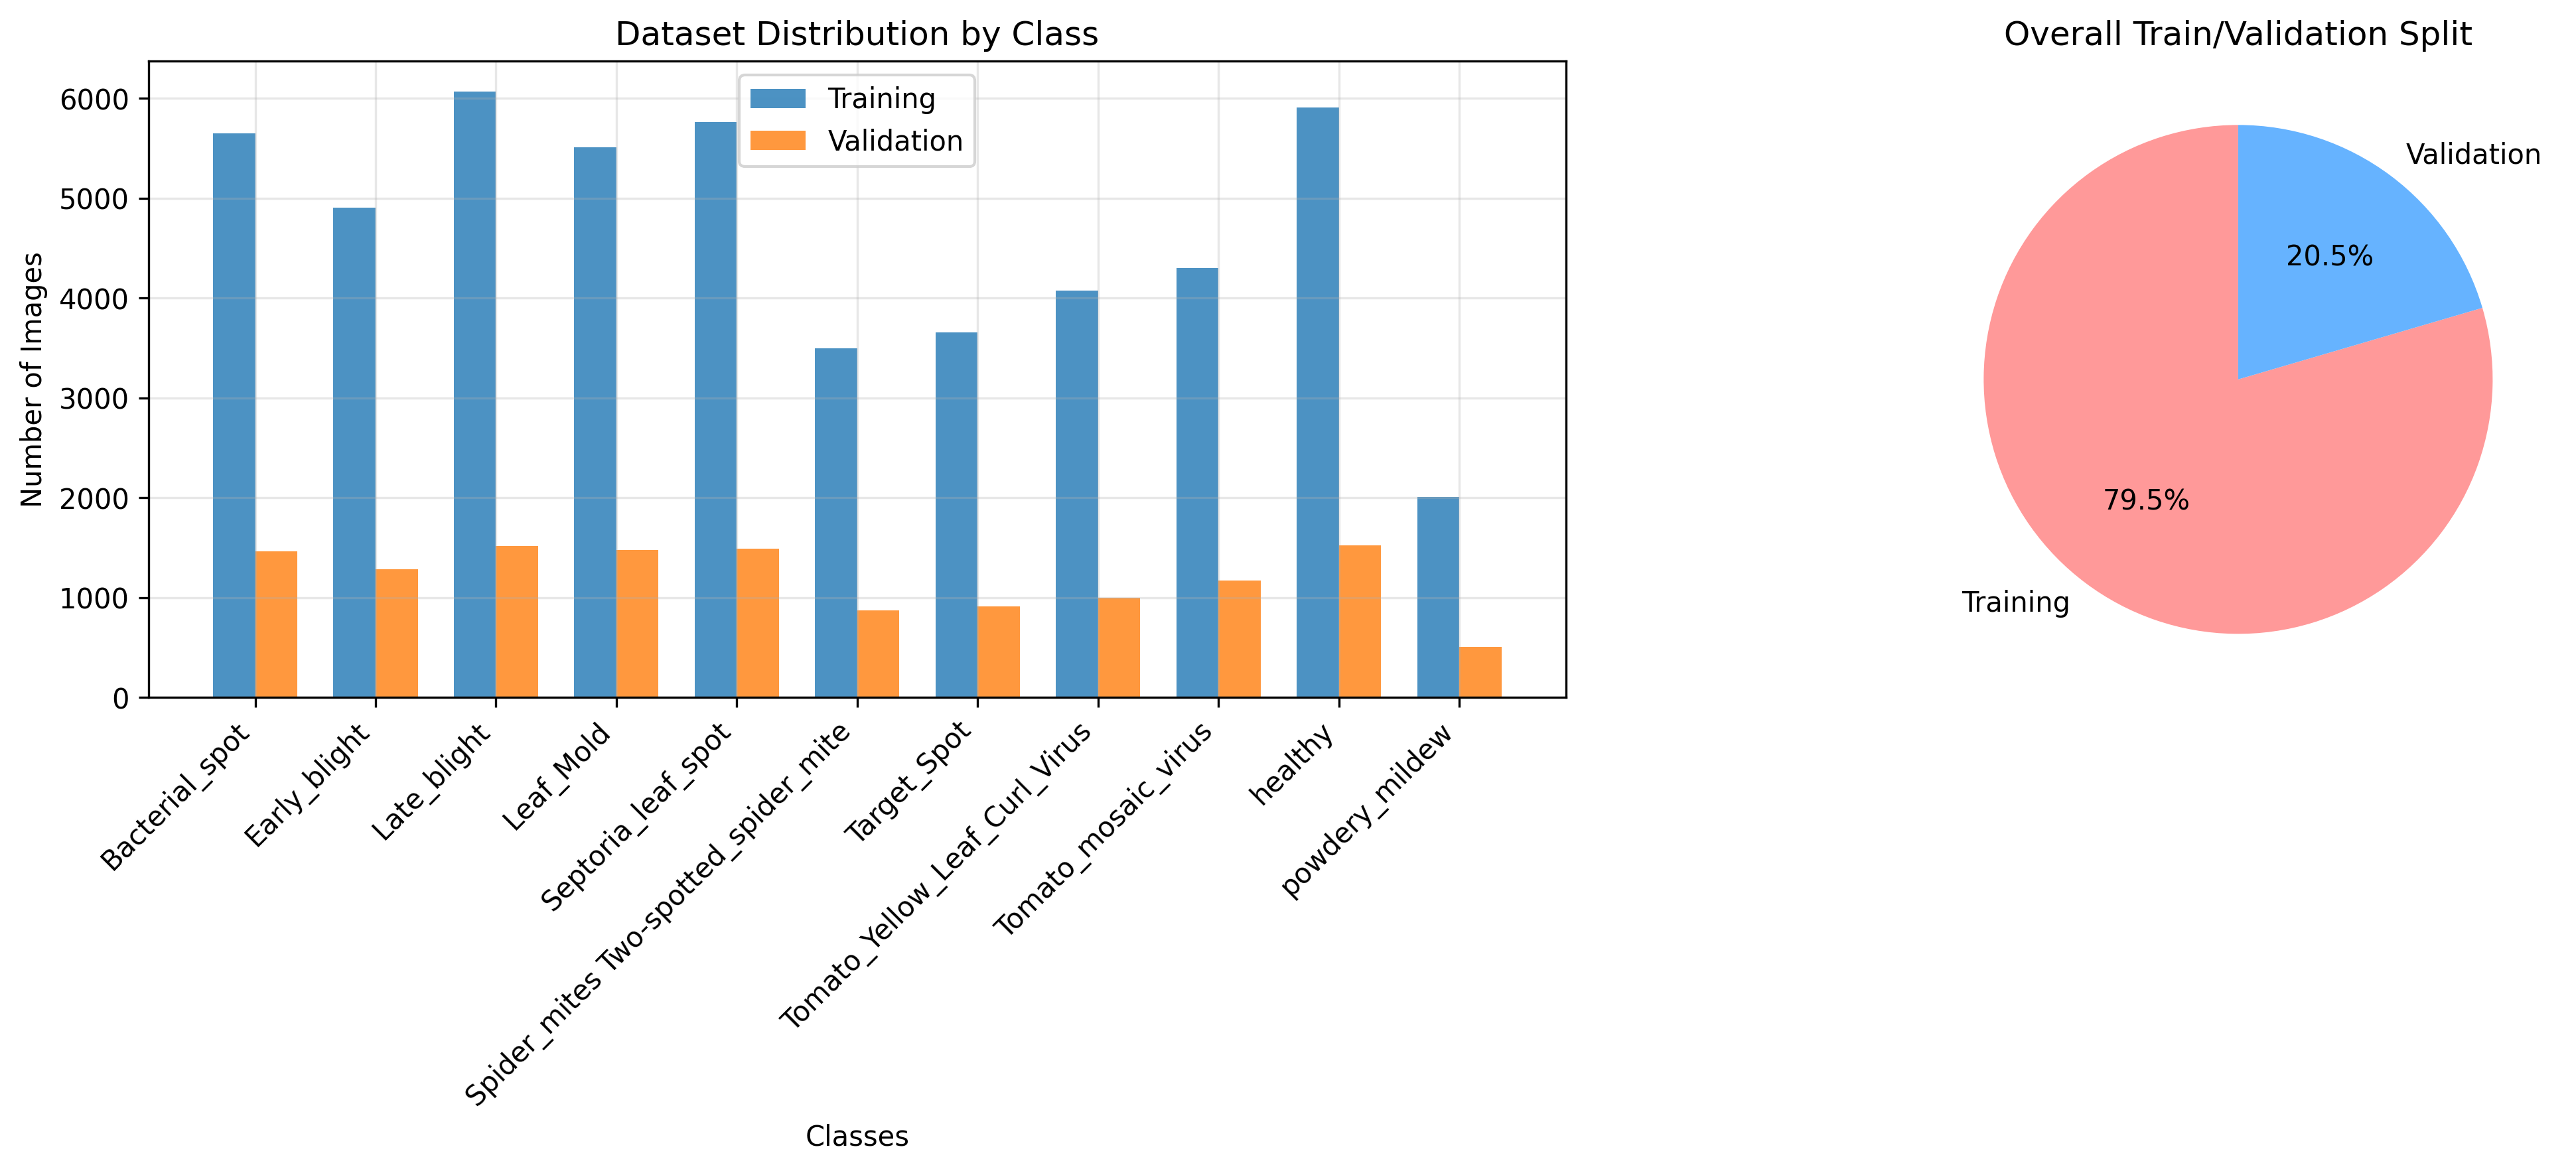 Dataset Distribution by Class
Number of Images
6000
5000
4000
3000
2000
1000
0
Training
Validation
Bacterial_spot
Early_blight
Late_blight
Leaf_Mold
Septoria_leaf_spot
Spider_mites Two-spotted_spider_mite
Target_Spot
Tomato_Yellow_Leaf_Curl_Virus
Tomato_mosaic_virus
healthy
powdery_mildew
Classes
Overall Train/Validation Split
Validation
20.5%
79.5%
Training